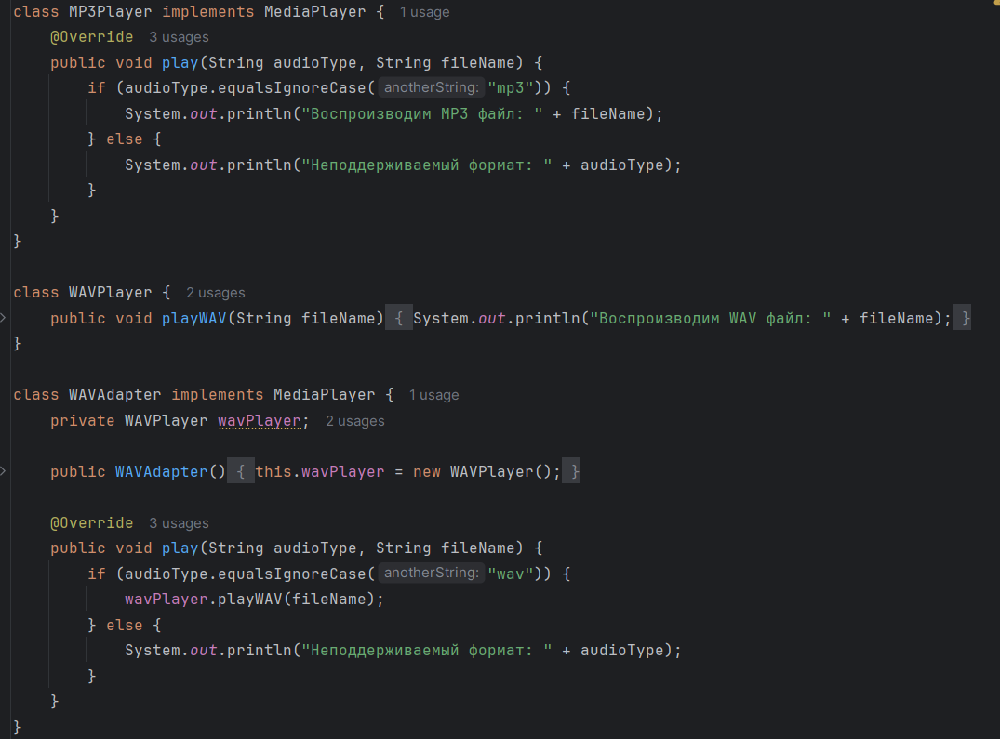 class MP3Player implements MediaPlayer {  1 usage
    @Override  3 usages
    public void play(String audioType, String fileName) {
        if (audioType.equalsIgnoreCase( anotherString: "mp3")) {
            System.out.println("Воспроизводим MP3 файл: " + fileName);
        } else {
            System.out.println("Неподдерживаемый формат: " + audioType);
        }
    }
}
class WAVPlayer {  2 usages
    public void playWAV(String fileName) { System.out.println("Воспроизводим WAV файл: " + fileName); }
}
class WAVAdapter implements MediaPlayer {  1 usage
    private WAVPlayer wavPlayer;  2 usages
    public WAVAdapter() { this.wavPlayer = new WAVPlayer(); }
    @Override  3 usages
    public void play(String audioType, String fileName) {
        if (audioType.equalsIgnoreCase( anotherString: "wav")) {
            wavPlayer.playWAV(fileName);
        } else {
            System.out.println("Неподдерживаемый формат: " + audioType);
        }
    }
}